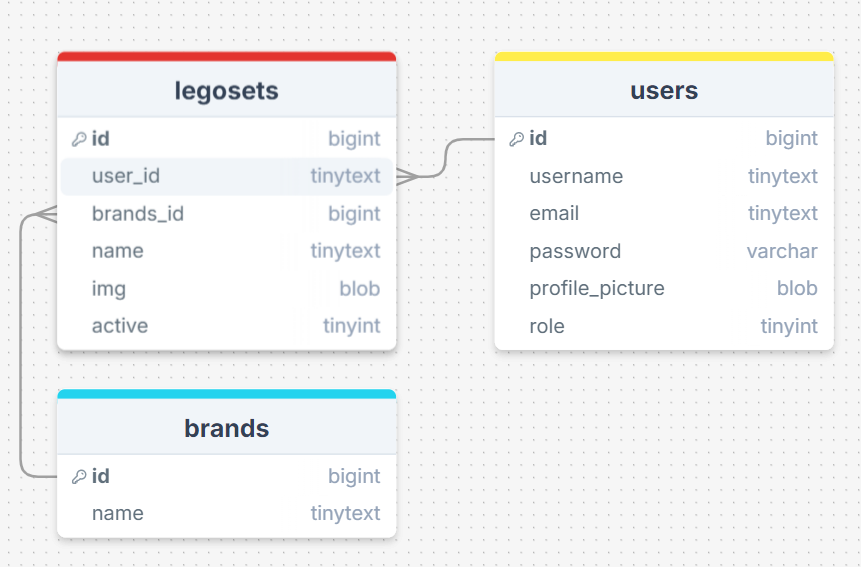 legosets
id bigint
user_id tinytext
brands_id bigint
name tinytext
img blob
active tinyint
users
id bigint
username tinytext
email tinytext
password varchar
profile_picture blob
role tinyint
brands
id bigint
name tinytext